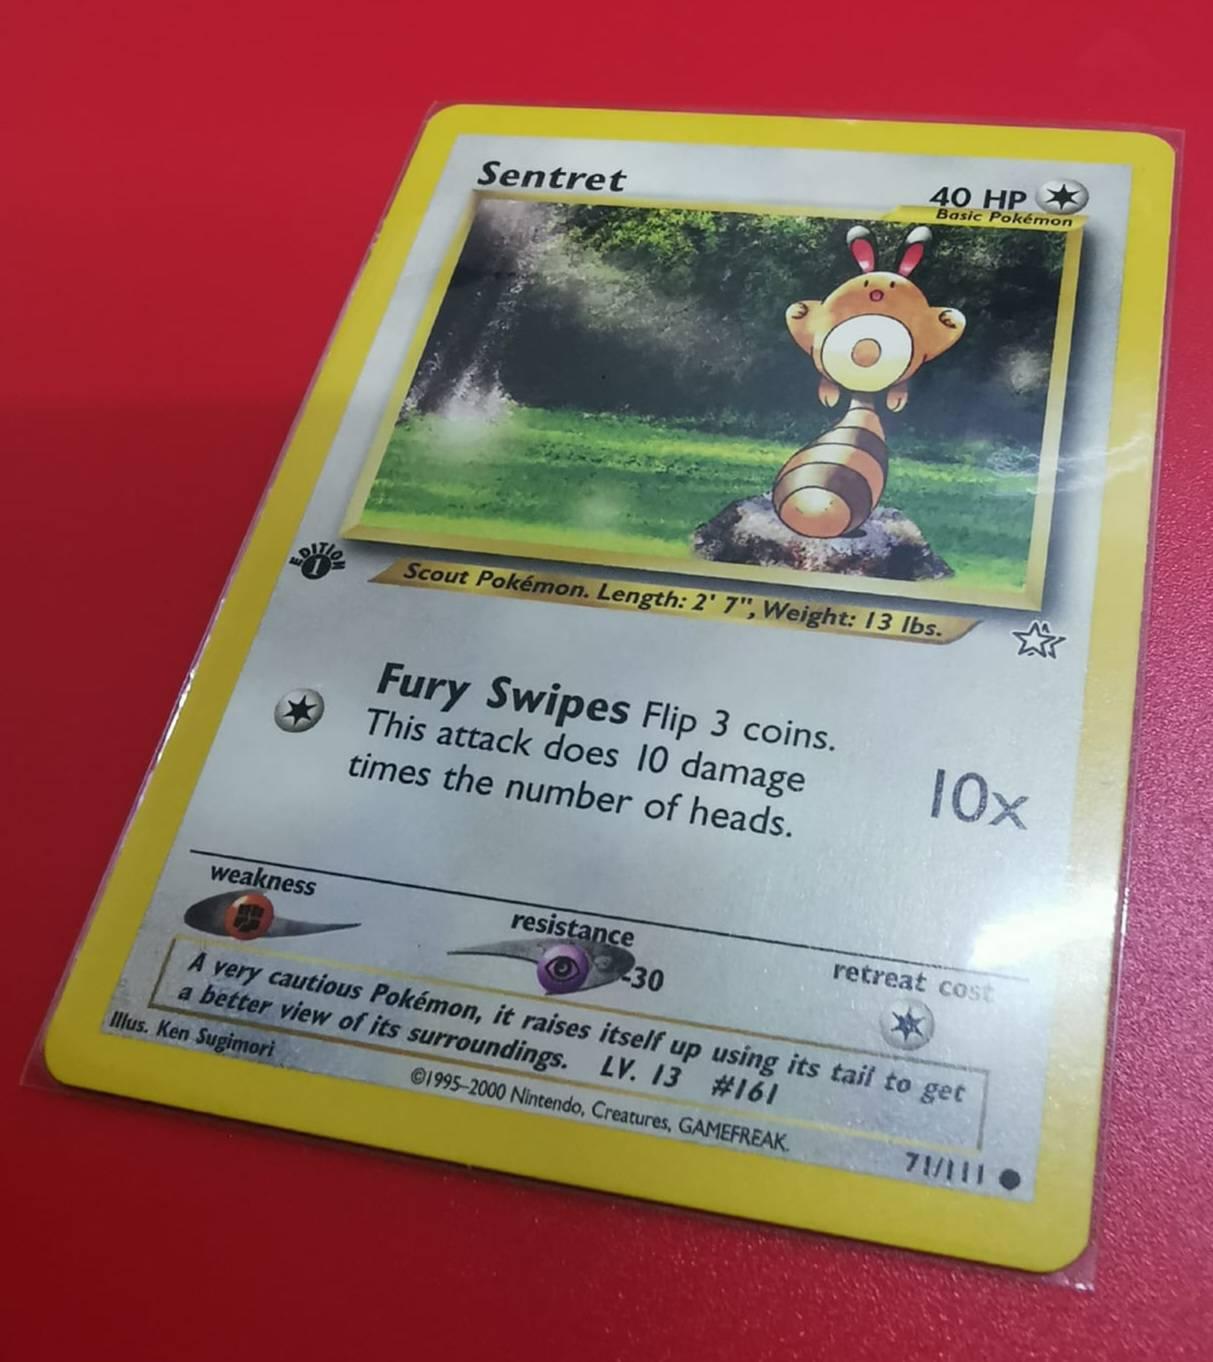 Sentret
40 HP
Basic Pokémon
EDITION
1
Scout Pokémon. Length: 2' 7", Weight: 13 lbs.
Fury Swipes Flip 3 coins.
This attack does 10 damage
times the number of heads.
10x
weakness
resistance
-30
retreat cost
A very cautious Pokémon, it raises itself up using its tail to get
a better view of its surroundings. LV. 13 #161
Illus. Ken Sugimori
©1995-2000 Nintendo, Creatures, GAMEFREAK.
71/111